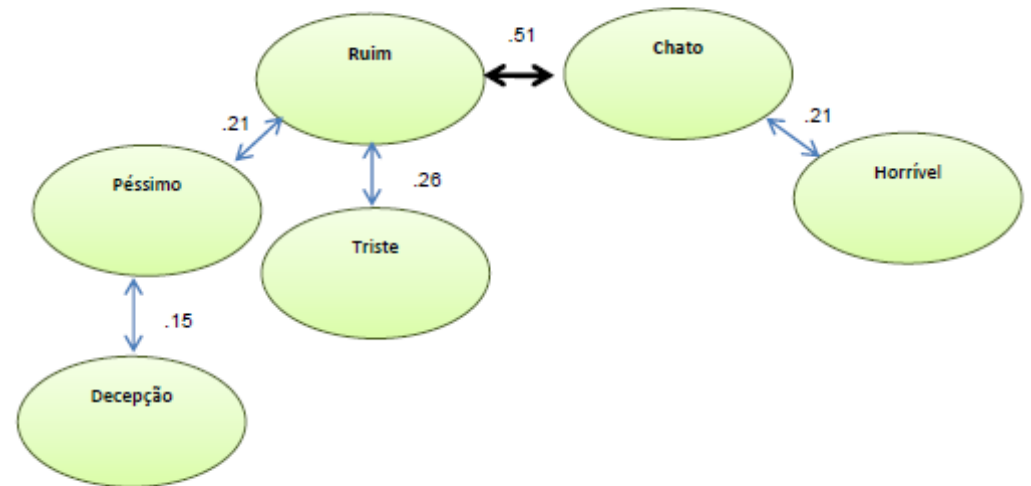 .51
Ruim
Chato
.21
.21
Péssimo
.26
Horrível
Triste
.15
Decepção